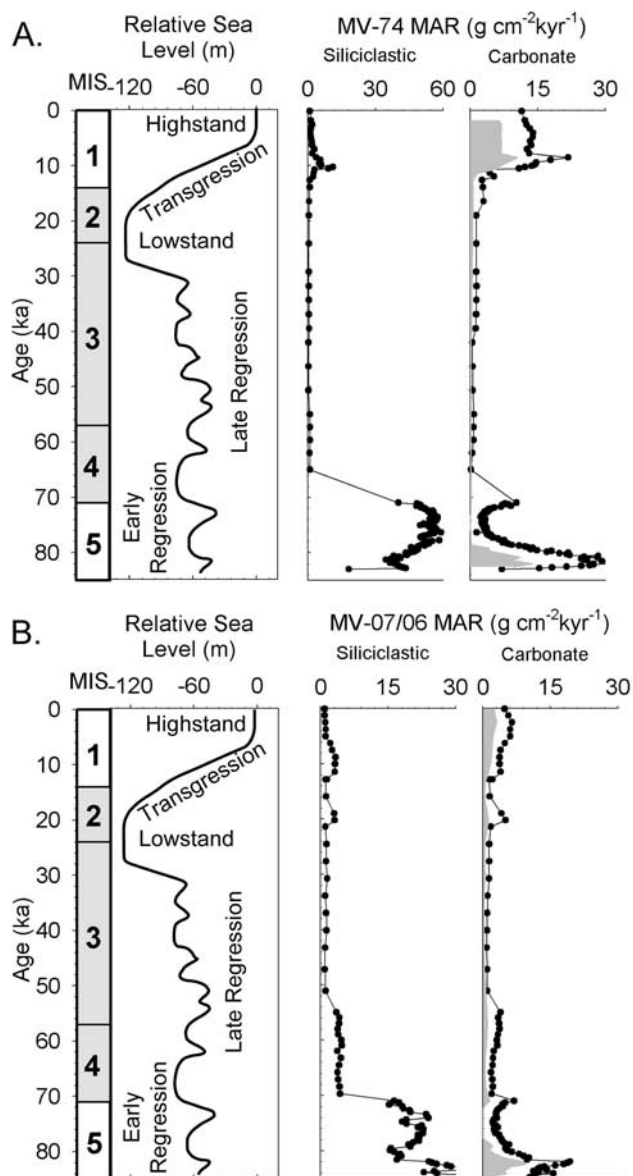 A.
Relative Sea
Level (m)
MV-74 MAR (g cm⁻²kyr⁻¹)
Siliciclastic
Carbonate
MIS
-120 -60 0
0 30 60
0 15 30
Age (ka)
0
10
20
30
40
50
60
70
80
1
2
3
4
5
Highstand
Transgression
Lowstand
Late Regression
Early
Regression
B.
Relative Sea
Level (m)
MV-07/06 MAR (g cm⁻²kyr⁻¹)
Siliciclastic
Carbonate
MIS
-120 -60 0
0 15 30
0 15 30
Age (ka)
0
10
20
30
40
50
60
70
80
1
2
3
4
5
Highstand
Transgression
Lowstand
Late Regression
Early
Regression